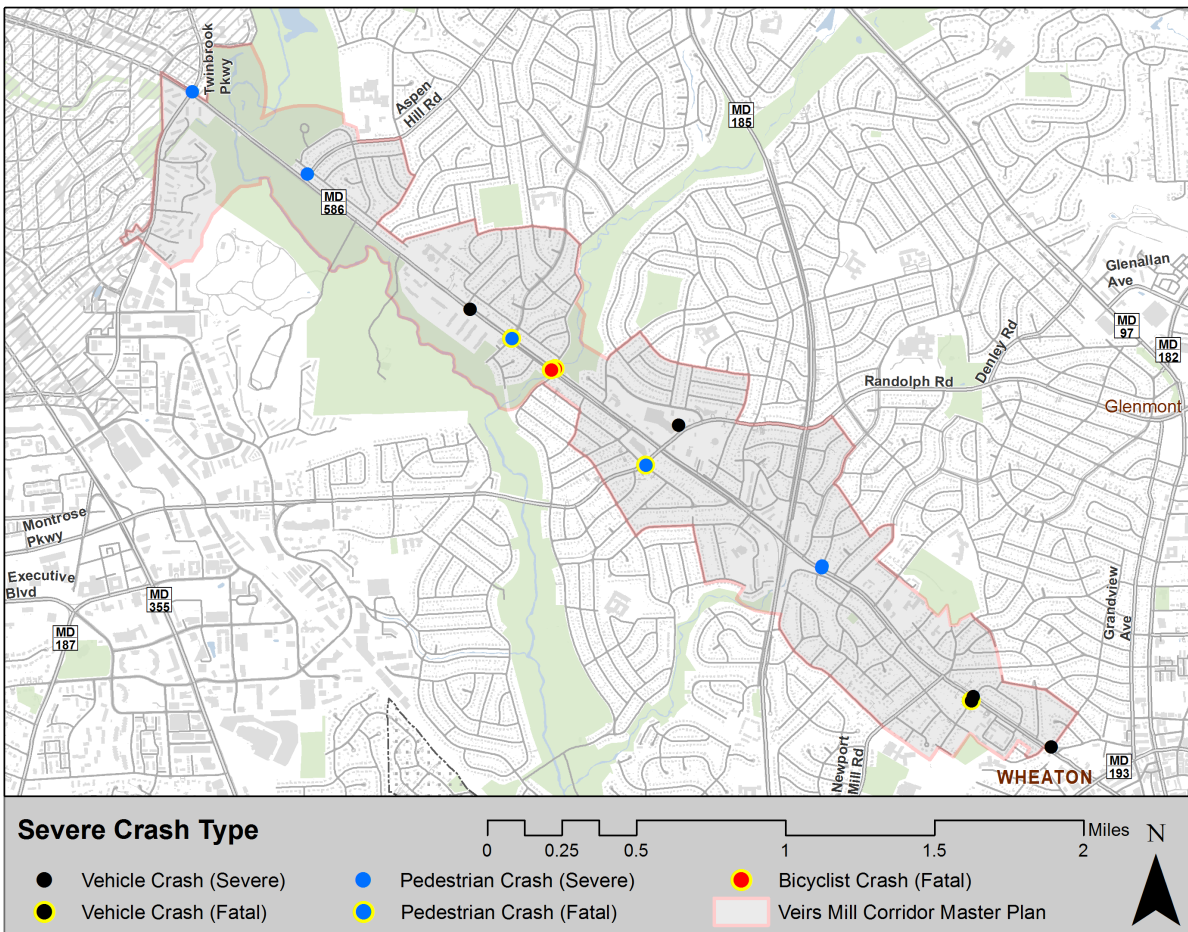 Twinbrook
Pkwy
Aspen
Hill Rd
MD
185
MD
586
Glenallan
Ave
MD
97
MD
182
Denley Rd
Randolph Rd
Glenmont
Montrose
Pkwy
Executive
Blvd
MD
355
MD
187
Grandview
Ave
Newport
Mill Rd
WHEATON
MD
193
Severe Crash Type
0 0.25 0.5 1 1.5 2 Miles
N
Vehicle Crash (Severe)
Pedestrian Crash (Severe)
Bicyclist Crash (Fatal)
Vehicle Crash (Fatal)
Pedestrian Crash (Fatal)
Veirs Mill Corridor Master Plan